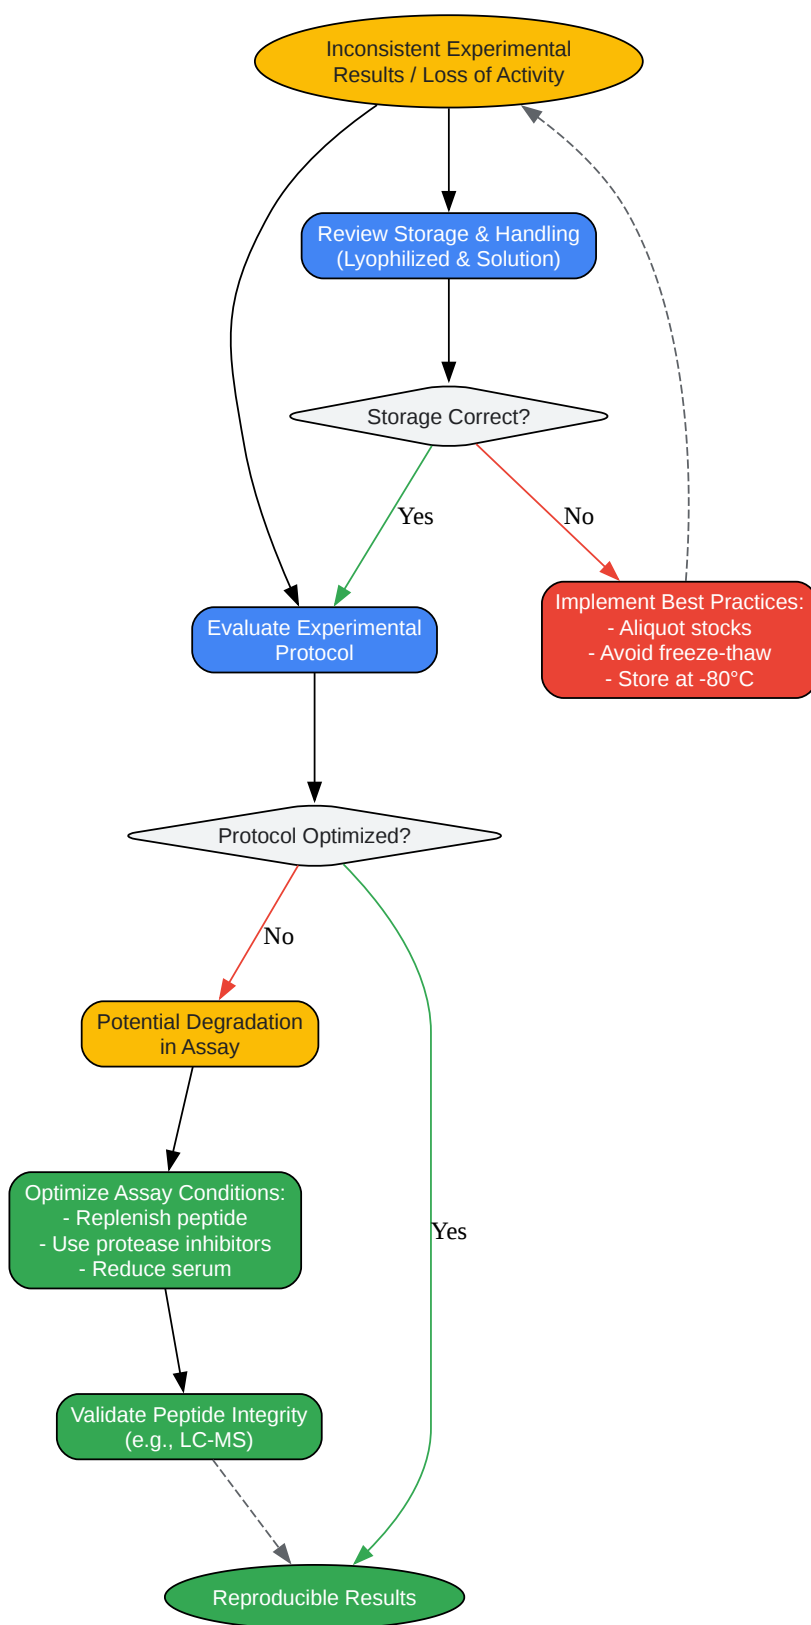 Inconsistent Experimental
Results / Loss of Activity
Review Storage & Handling
(Lyophilized & Solution)
Storage Correct?
Yes
No
Implement Best Practices:
- Aliquot stocks
- Avoid freeze-thaw
- Store at -80°C
Evaluate Experimental
Protocol
Protocol Optimized?
No
Potential Degradation
in Assay
Optimize Assay Conditions:
- Replenish peptide
- Use protease inhibitors
- Reduce serum
Yes
Validate Peptide Integrity
(e.g., LC-MS)
Reproducible Results